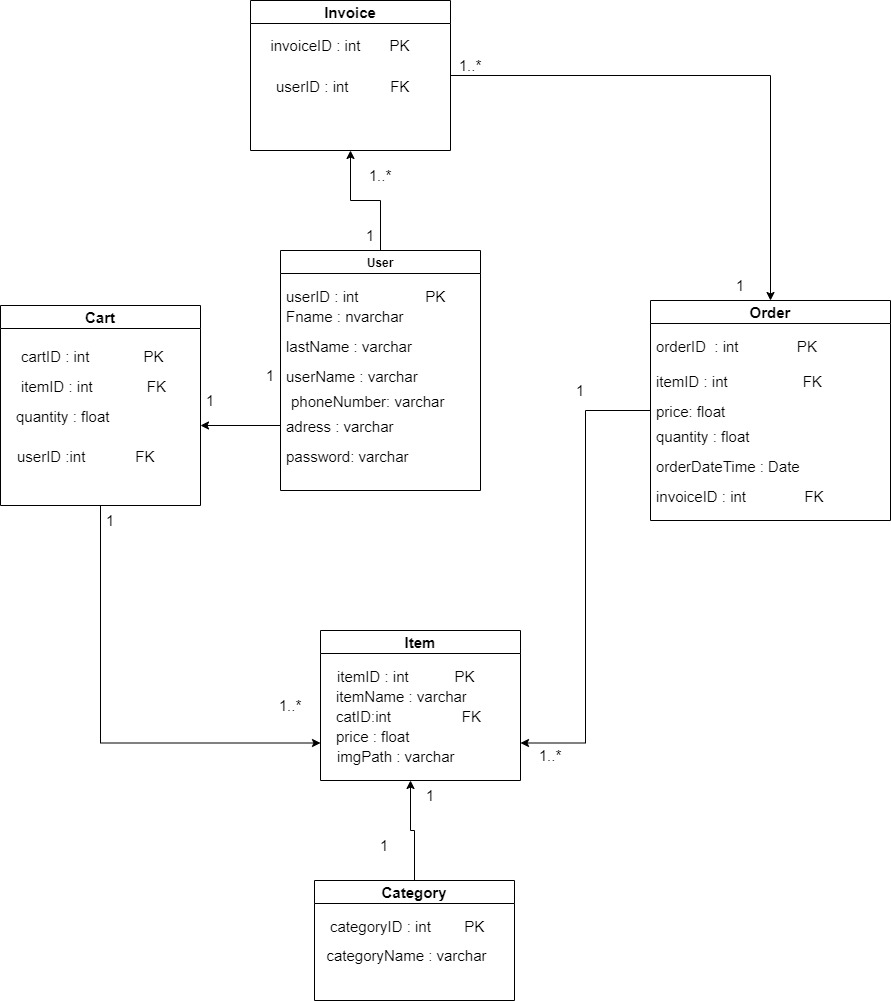 Invoice
invoiceID : int PK
userID : int FK
1..*
1..*
1
User
userID : int PK
Fname : nvarchar
lastName : varchar
userName : varchar
phoneNumber: varchar
adress : varchar
password: varchar
1
1
Cart
cartID : int PK
itemID : int FK
quantity : float
userID :int FK
1
1..*
1
Order
orderID : int PK
itemID : int FK
price: float
quantity : float
orderDateTime : Date
invoiceID : int FK
1
1..*
Item
itemID : int PK
itemName : varchar
catID:int FK
price : float
imgPath : varchar
1
1
Category
categoryID : int PK
categoryName : varchar